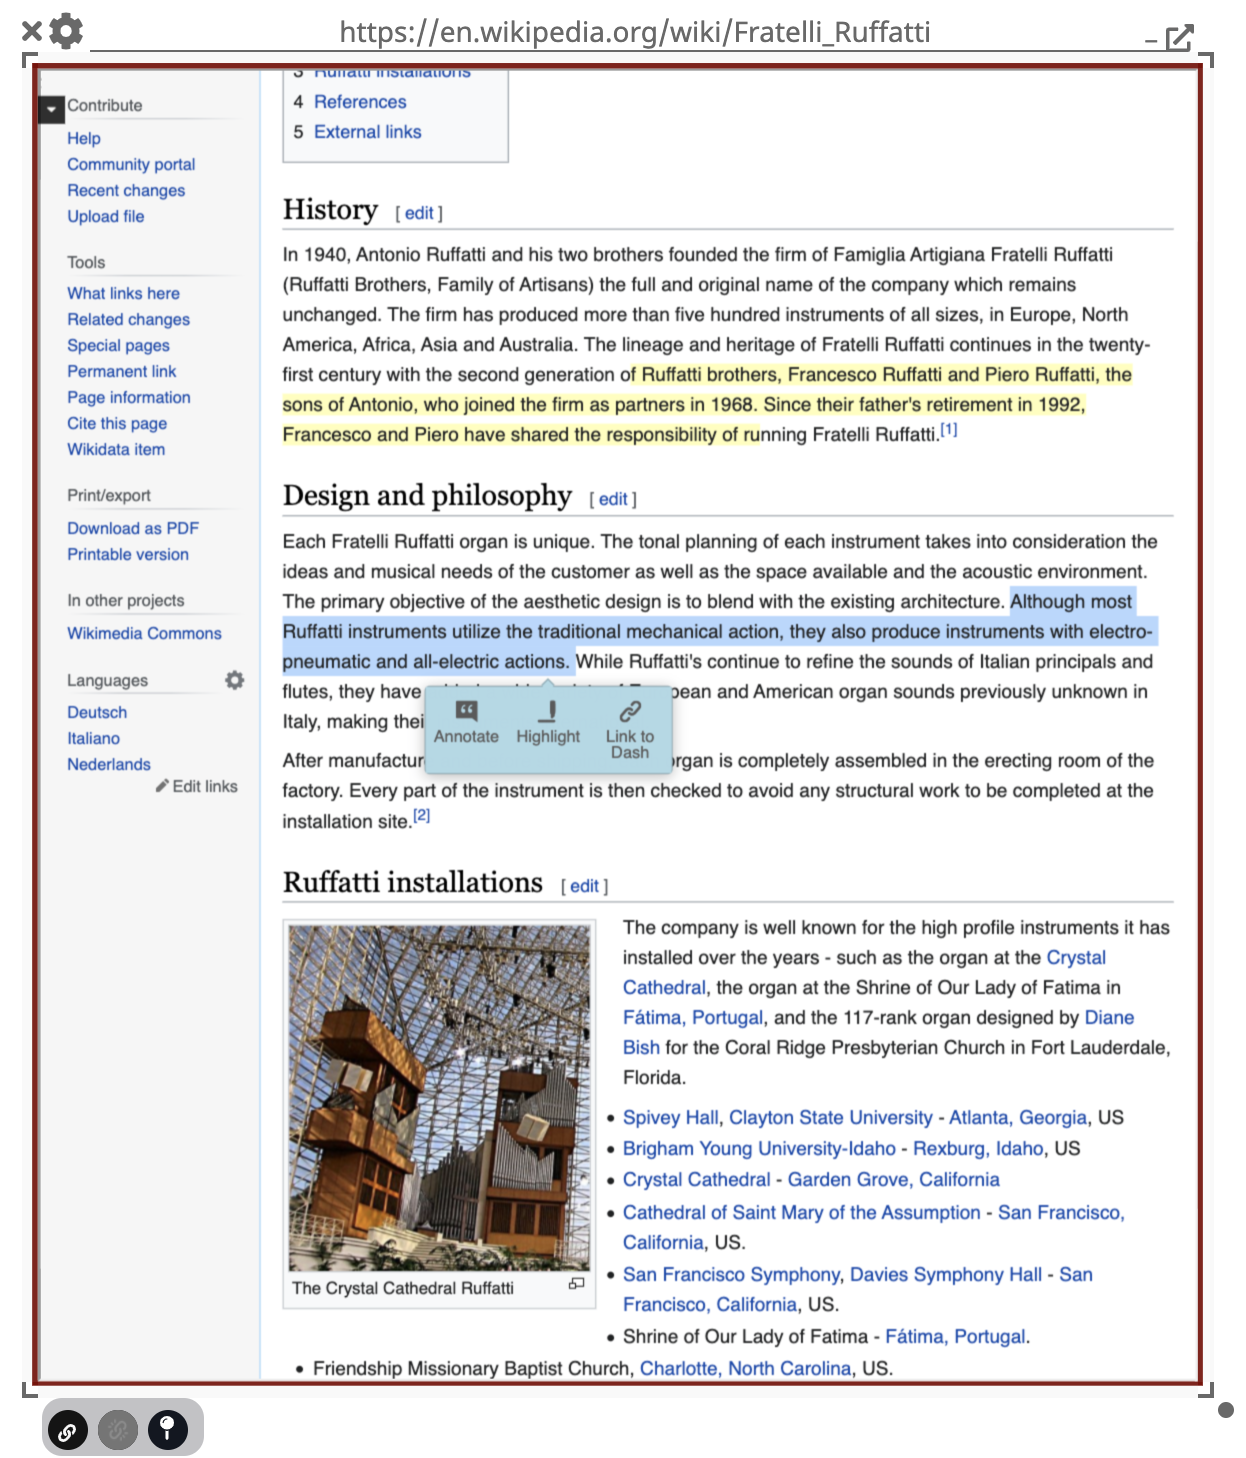 https://en.wikipedia.org/wiki/Fratelli_Ruffatti
Contribute
Help
Community portal
Recent changes
Upload file
Tools
What links here
Related changes
Special pages
Permanent link
Page information
Cite this page
Wikidata item
Print/export
Download as PDF
Printable version
In other projects
Wikimedia Commons
Languages
Deutsch
Italiano
Nederlands
Edit links
3 Ruffatti installations
4 References
5 External links
History [ edit ]
In 1940, Antonio Ruffatti and his two brothers founded the firm of Famiglia Artigiana Fratelli Ruffatti
(Ruffatti Brothers, Family of Artisans) the full and original name of the company which remains
unchanged. The firm has produced more than five hundred instruments of all sizes, in Europe, North
America, Africa, Asia and Australia. The lineage and heritage of Fratelli Ruffatti continues in the twenty-
first century with the second generation of Ruffatti brothers, Francesco Ruffatti and Piero Ruffatti, the
sons of Antonio, who joined the firm as partners in 1968. Since their father's retirement in 1992,
Francesco and Piero have shared the responsibility of running Fratelli Ruffatti.[1]
Design and philosophy [ edit ]
Each Fratelli Ruffatti organ is unique. The tonal planning of each instrument takes into consideration the
ideas and musical needs of the customer as well as the space available and the acoustic environment.
The primary objective of the aesthetic design is to blend with the existing architecture. Although most
Ruffatti instruments utilize the traditional mechanical action, they also produce instruments with electro-
pneumatic and all-electric actions. While Ruffatti's continue to refine the sounds of Italian principals and
flutes, they have and American organ sounds previously unknown in
Italy, making
After organ is completely assembled in the erecting room of the
factory. Every part of the instrument is then checked to avoid any structural work to be completed at the
installation site.[2]
Annotate
Highlight
Link to
Dash
Ruffatti installations [ edit ]
The Crystal Cathedral Ruffatti
The company is well known for the high profile instruments it has
installed over the years - such as the organ at the Crystal
Cathedral, the organ at the Shrine of Our Lady of Fatima in
Fátima, Portugal, and the 117-rank organ designed by Diane
Bish for the Coral Ridge Presbyterian Church in Fort Lauderdale,
Florida.
• Spivey Hall, Clayton State University - Atlanta, Georgia, US
• Brigham Young University-Idaho - Rexburg, Idaho, US
• Crystal Cathedral - Garden Grove, California
• Cathedral of Saint Mary of the Assumption - San Francisco,
California, US.
• San Francisco Symphony, Davies Symphony Hall - San
Francisco, California, US.
• Shrine of Our Lady of Fatima - Fátima, Portugal.
• Friendship Missionary Baptist Church, Charlotte, North Carolina, US.